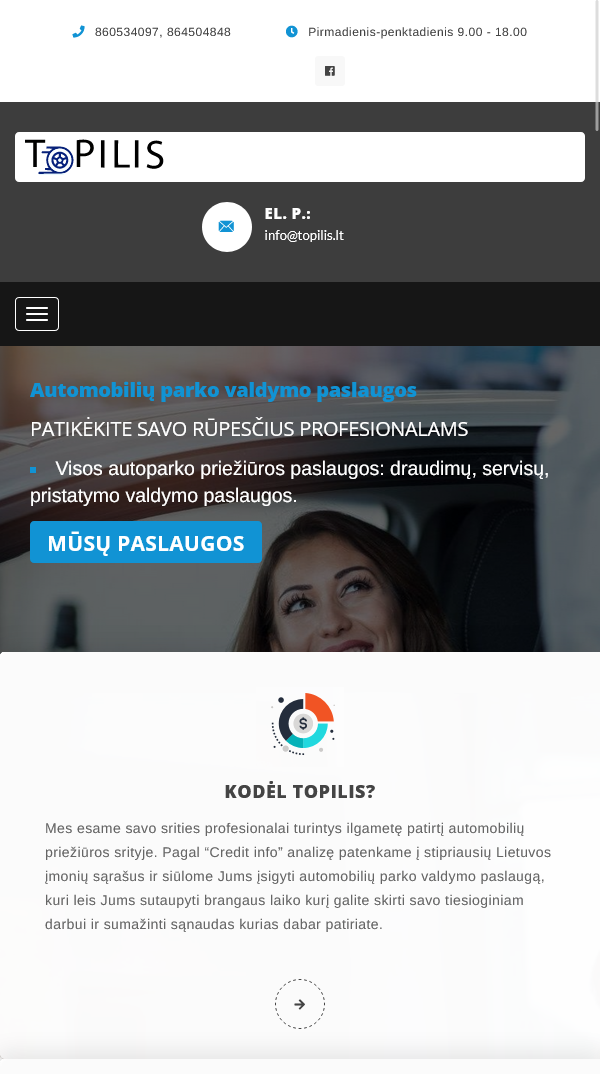 860534097, 864504848
Pirmadienis-penktadienis 9.00 - 18.00
TOPILIS
EL. P.:
info@topilis.lt
Automobilių parko valdymo paslaugos
PATIKĖKITE SAVO RŪPESČIUS PROFESIONALAMS
Visos autoparko priežiūros paslaugos: draudimų, servisų,
pristatymo valdymo paslaugos.
MŪSŲ PASLAUGOS
$
KODĖL TOPILIS?
Mes esame savo srities profesionalai turintys ilgametę patirtį automobilių
priežiūros srityje. Pagal “Credit info” analizę patenkame į stipriausių Lietuvos
įmonių sąrašus ir siūlome Jums įsigyti automobilių parko valdymo paslaugą,
kuri leis Jums sutaupyti brangaus laiko kurį galite skirti savo tiesioginiam
darbui ir sumažinti sąnaudas kurias dabar patiriate.